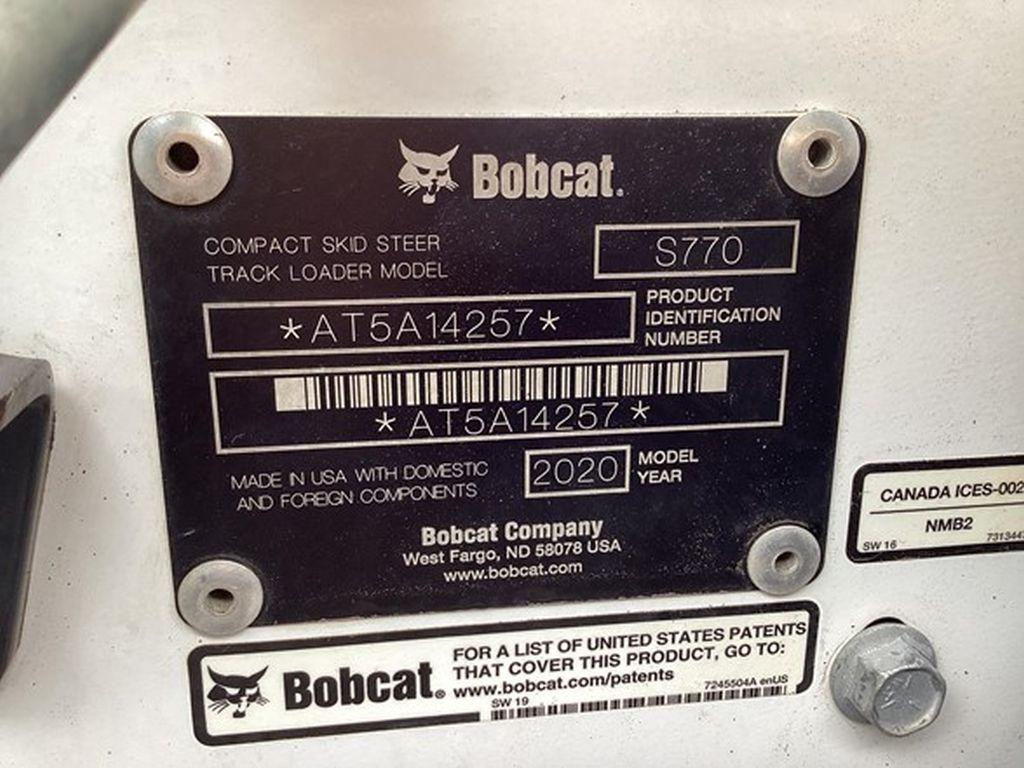 Bobcat.
COMPACT SKID STEER
TRACK LOADER MODEL
S770
*AT5A14257*
PRODUCT
IDENTIFICATION
NUMBER
*AT5A14257*
MADE IN USA WITH DOMESTIC
AND FOREIGN COMPONENTS
2020
MODEL
YEAR
Bobcat Company
West Fargo, ND 58078 USA
www.bobcat.com
CANADA ICES-002
NMB2
SW 16
Bobcat.
FOR A LIST OF UNITED STATES PATENTS
THAT COVER THIS PRODUCT, GO TO:
www.bobcat.com/patents
7245504A enUS
SW 19